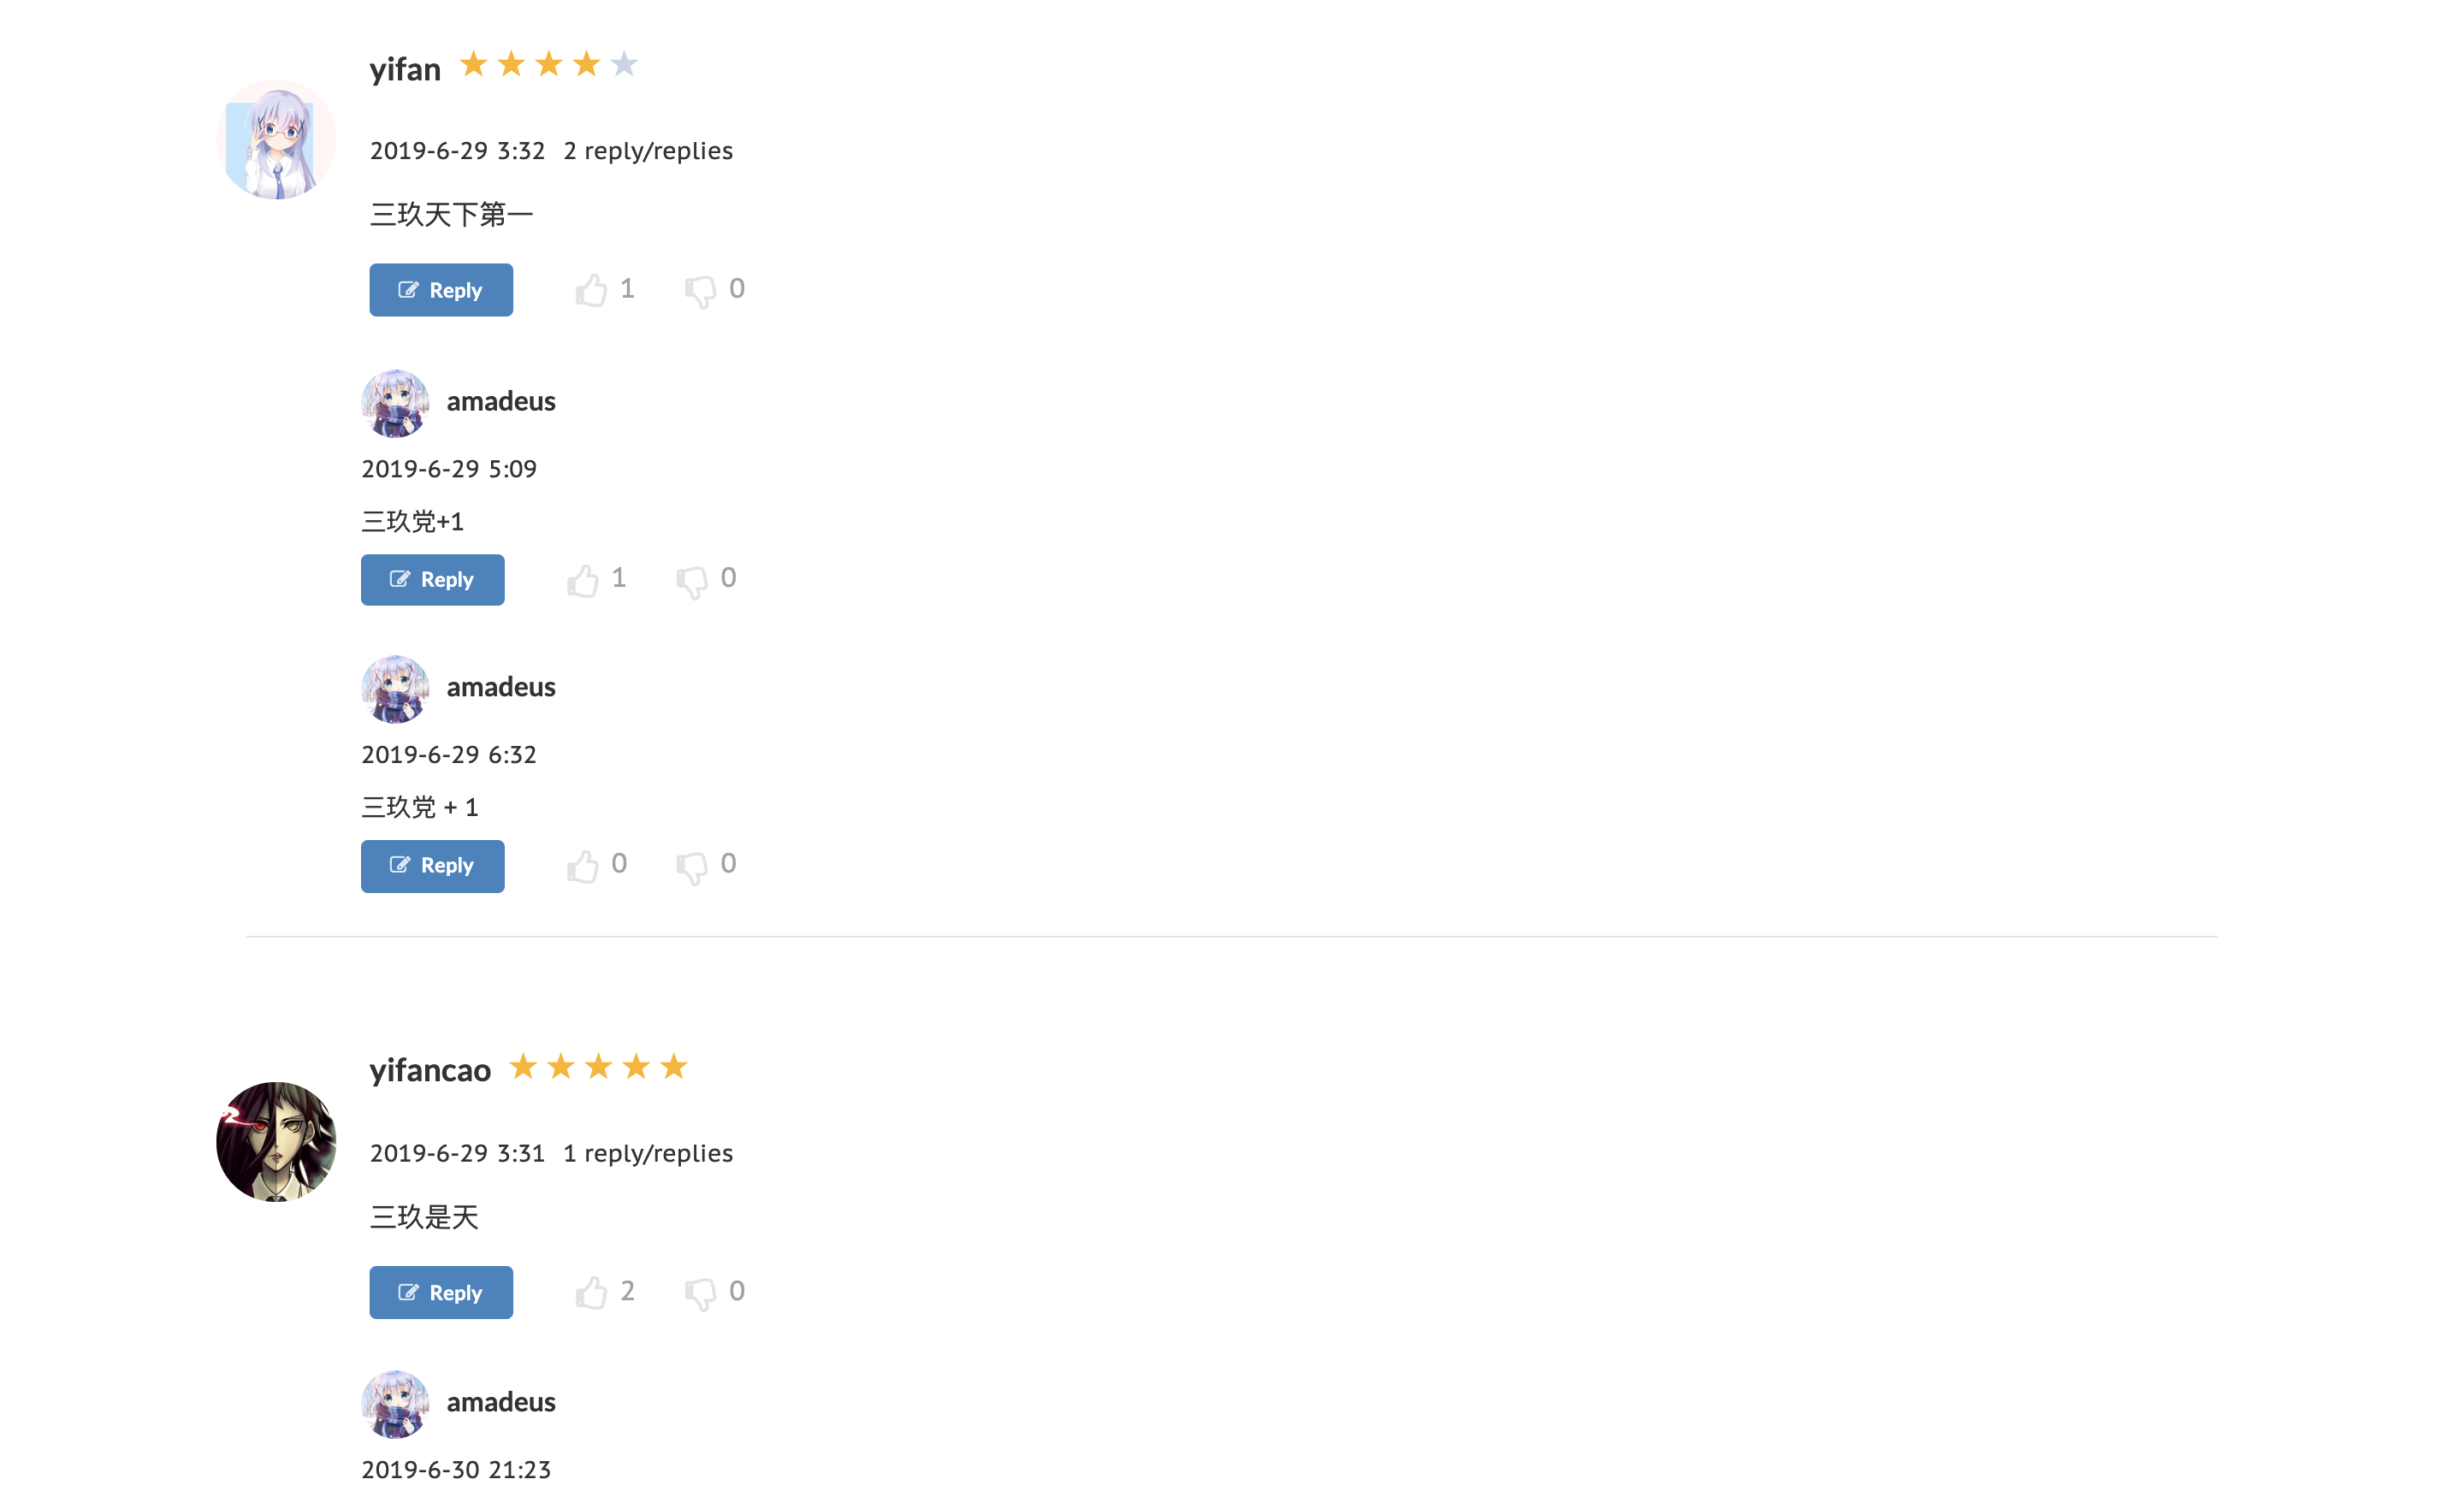 yifan
2019-6-29 3:32 2 reply/replies
三玖天下第一
Reply 1 0
amadeus
2019-6-29 5:09
三玖党+1
Reply 1 0
amadeus
2019-6-29 6:32
三玖党 + 1
Reply 0 0
yifancao
2019-6-29 3:31 1 reply/replies
三玖是天
Reply 2 0
amadeus
2019-6-30 21:23